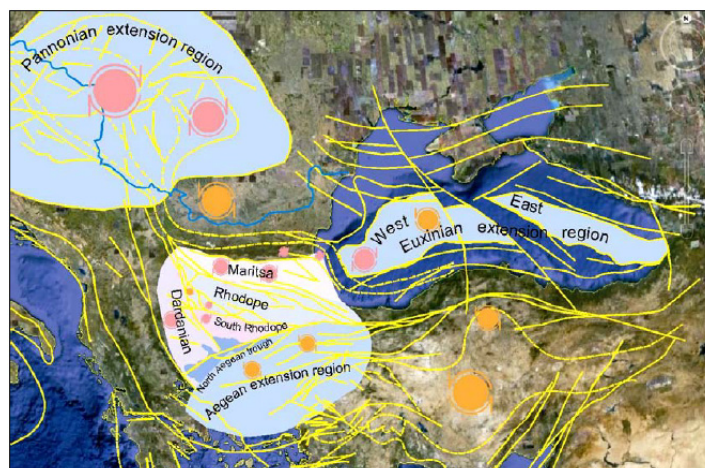 Pannonian extension region
N
East
West
Euxinian extension region
Maritsa
Rhodope
Dardanian
South Rhodope
North Aegean trough
Aegean extension region